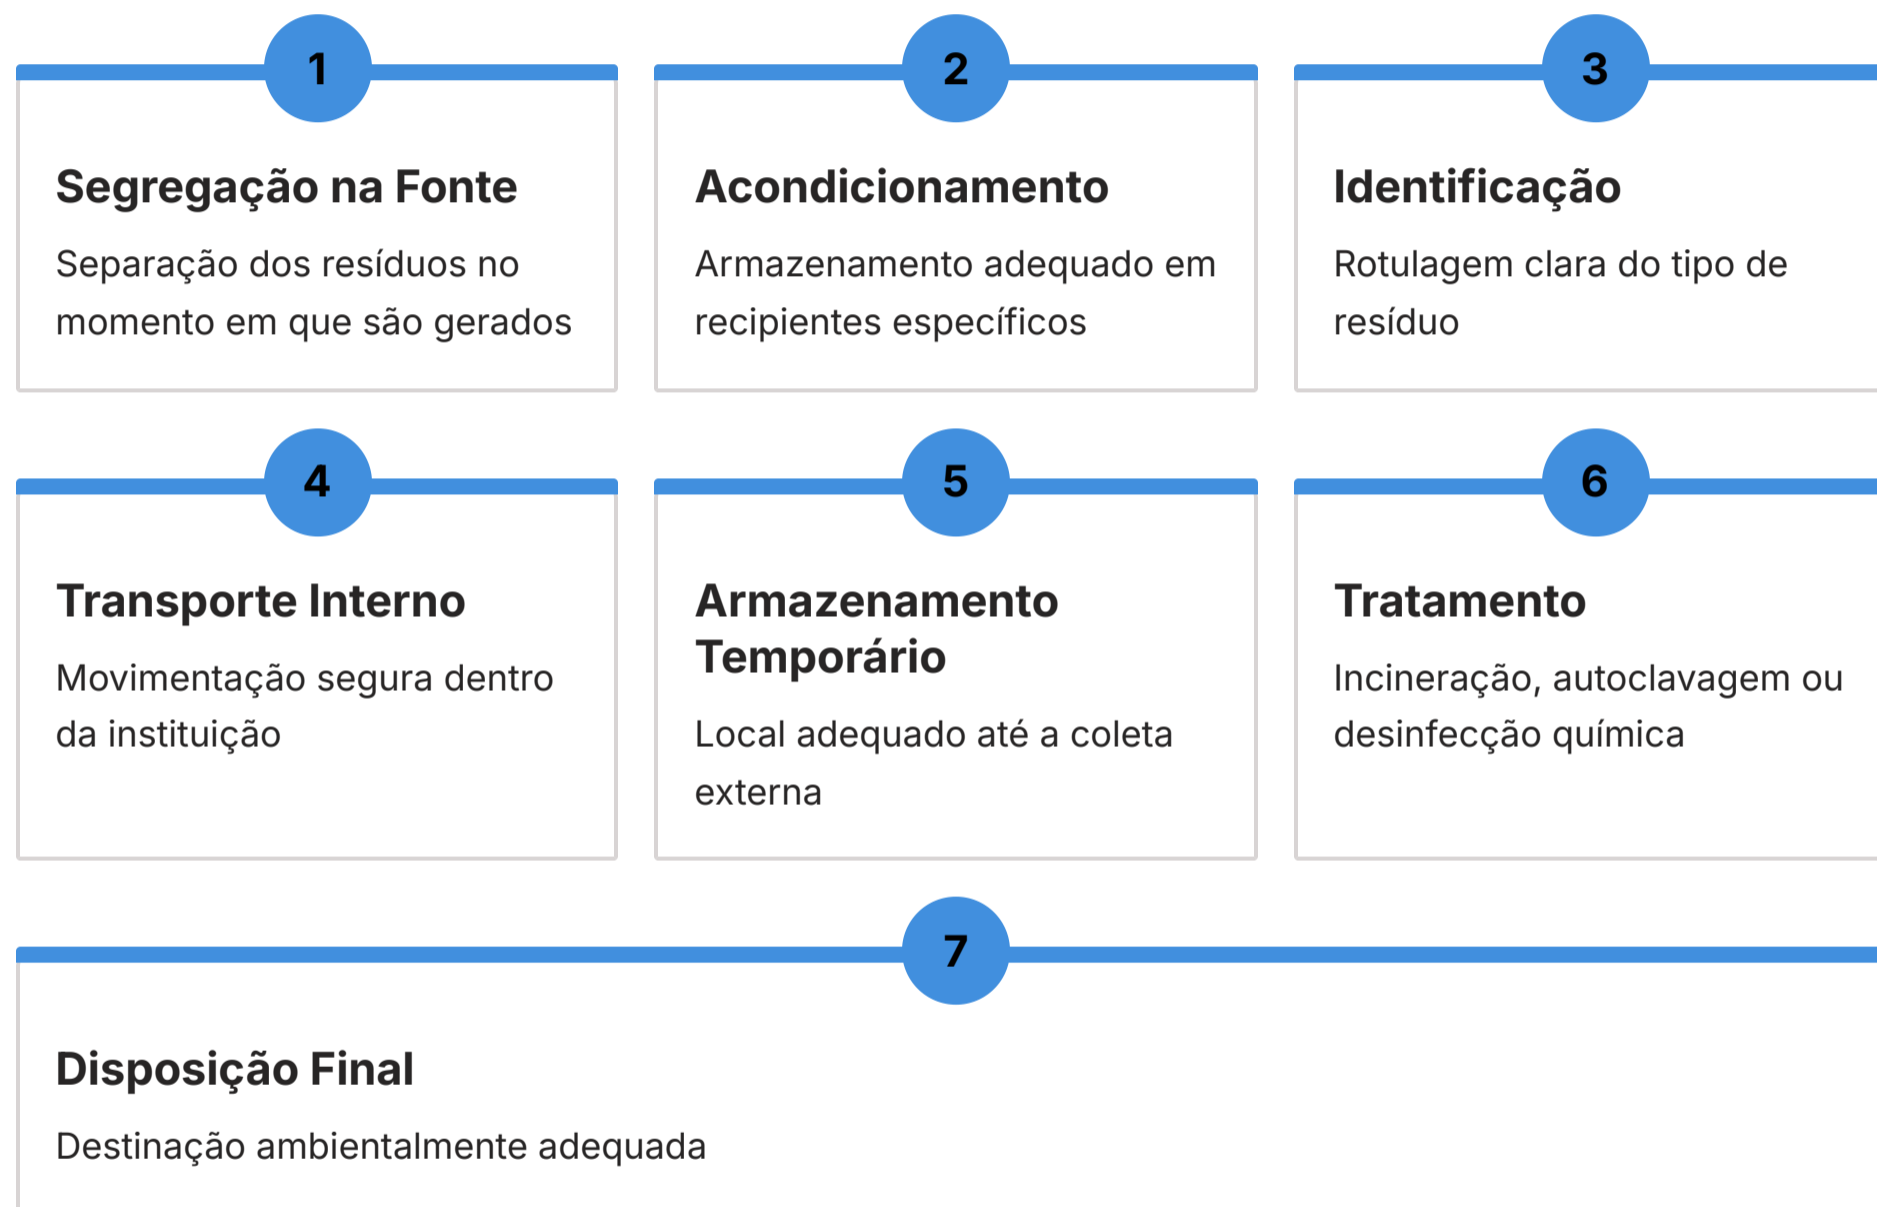 1
Segregação na Fonte
Separação dos resíduos no
momento em que são gerados
2
Acondicionamento
Armazenamento adequado em
recipientes específicos
3
Identificação
Rotulagem clara do tipo de
resíduo
4
Transporte Interno
Movimentação segura dentro
da instituição
5
Armazenamento
Temporário
Local adequado até a coleta
externa
6
Tratamento
Incineração, autoclavagem ou
desinfecção química
7
Disposição Final
Destinação ambientalmente adequada